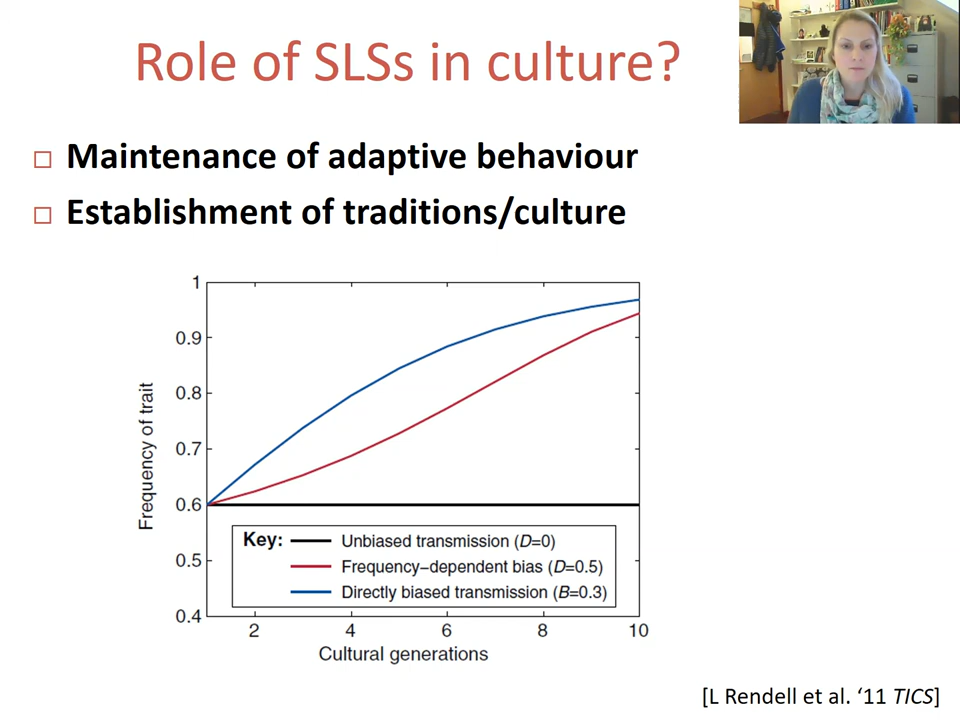 Role of SLSs in culture?
□ Maintenance of adaptive behaviour
□ Establishment of traditions/culture
1
0.9
0.8
0.7
0.6
0.5
0.4
Frequency of trait
Key:
Unbiased transmission (D=0)
Frequency–dependent bias (D=0.5)
Directly biased transmission (B=0.3)
2 4 6 8 10
Cultural generations
[L Rendell et al. ‘11 TICS]